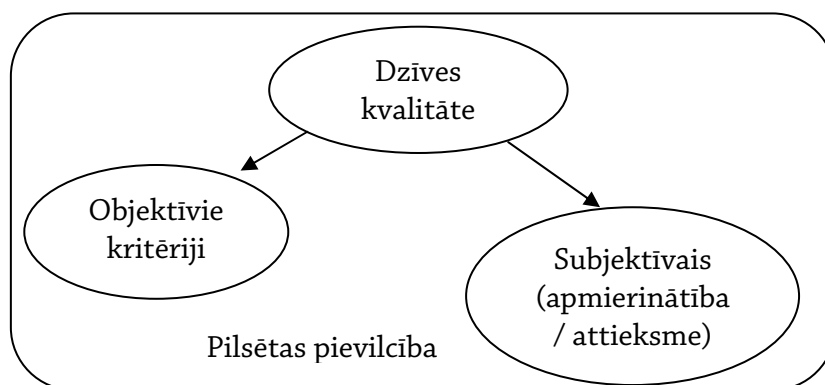 Dzīves
kvalitāte
Objektīvie
kritēriji
Subjektīvais
(apmierinātība
/ attieksme)
Pilsētas pievilcība